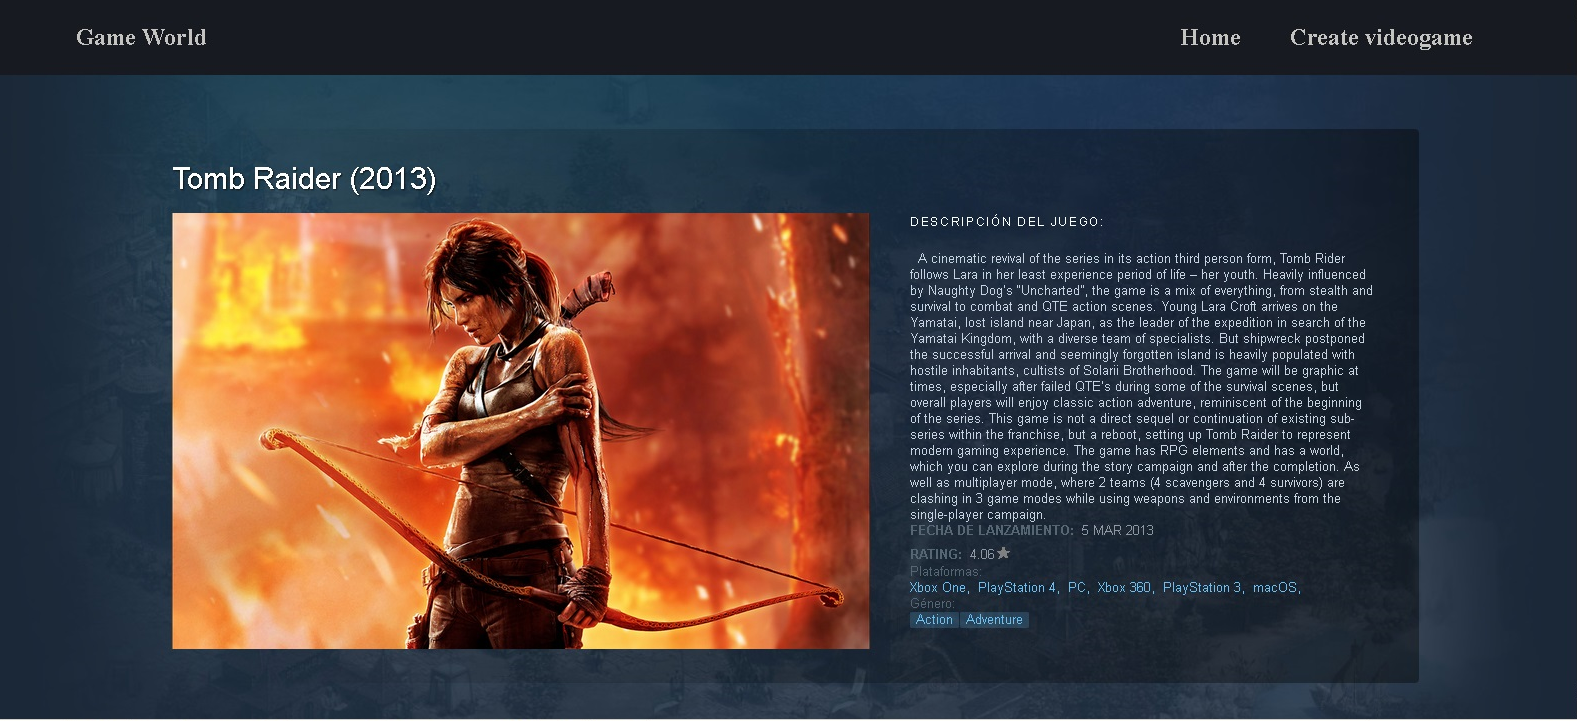 Game World
Home
Create videogame
Tomb Raider (2013)
DESCRIPCIÓN DEL JUEGO:
A cinematic revival of the series in its action third person form, Tomb Rider
follows Lara in her least experience period of life – her youth. Heavily influenced
by Naughty Dog's "Uncharted", the game is a mix of everything, from stealth and
survival to combat and QTE action scenes. Young Lara Croft arrives on the
Yamatai, lost island near Japan, as the leader of the expedition in search of the
Yamatai Kingdom, with a diverse team of specialists. But shipwreck postponed
the successful arrival and seemingly forgotten island is heavily populated with
hostile inhabitants, cultists of Solarii Brotherhood. The game will be graphic at
times, especially after failed QTE's during some of the survival scenes, but
overall players will enjoy classic action adventure, reminiscent of the beginning
of the series. This game is not a direct sequel or continuation of existing sub-
series within the franchise, but a reboot, setting up Tomb Raider to represent
modern gaming experience. The game has RPG elements and has a world,
which you can explore during the story campaign and after the completion. As
well as multiplayer mode, where 2 teams (4 scavengers and 4 survivors) are
clashing in 3 game modes while using weapons and environments from the
single-player campaign.
FECHA DE LANZAMIENTO: 5 MAR 2013
RATING: 4.06★
Plataformas:
Xbox One, PlayStation 4, PC, Xbox 360, PlayStation 3, macOS,
Género:
Action Adventure